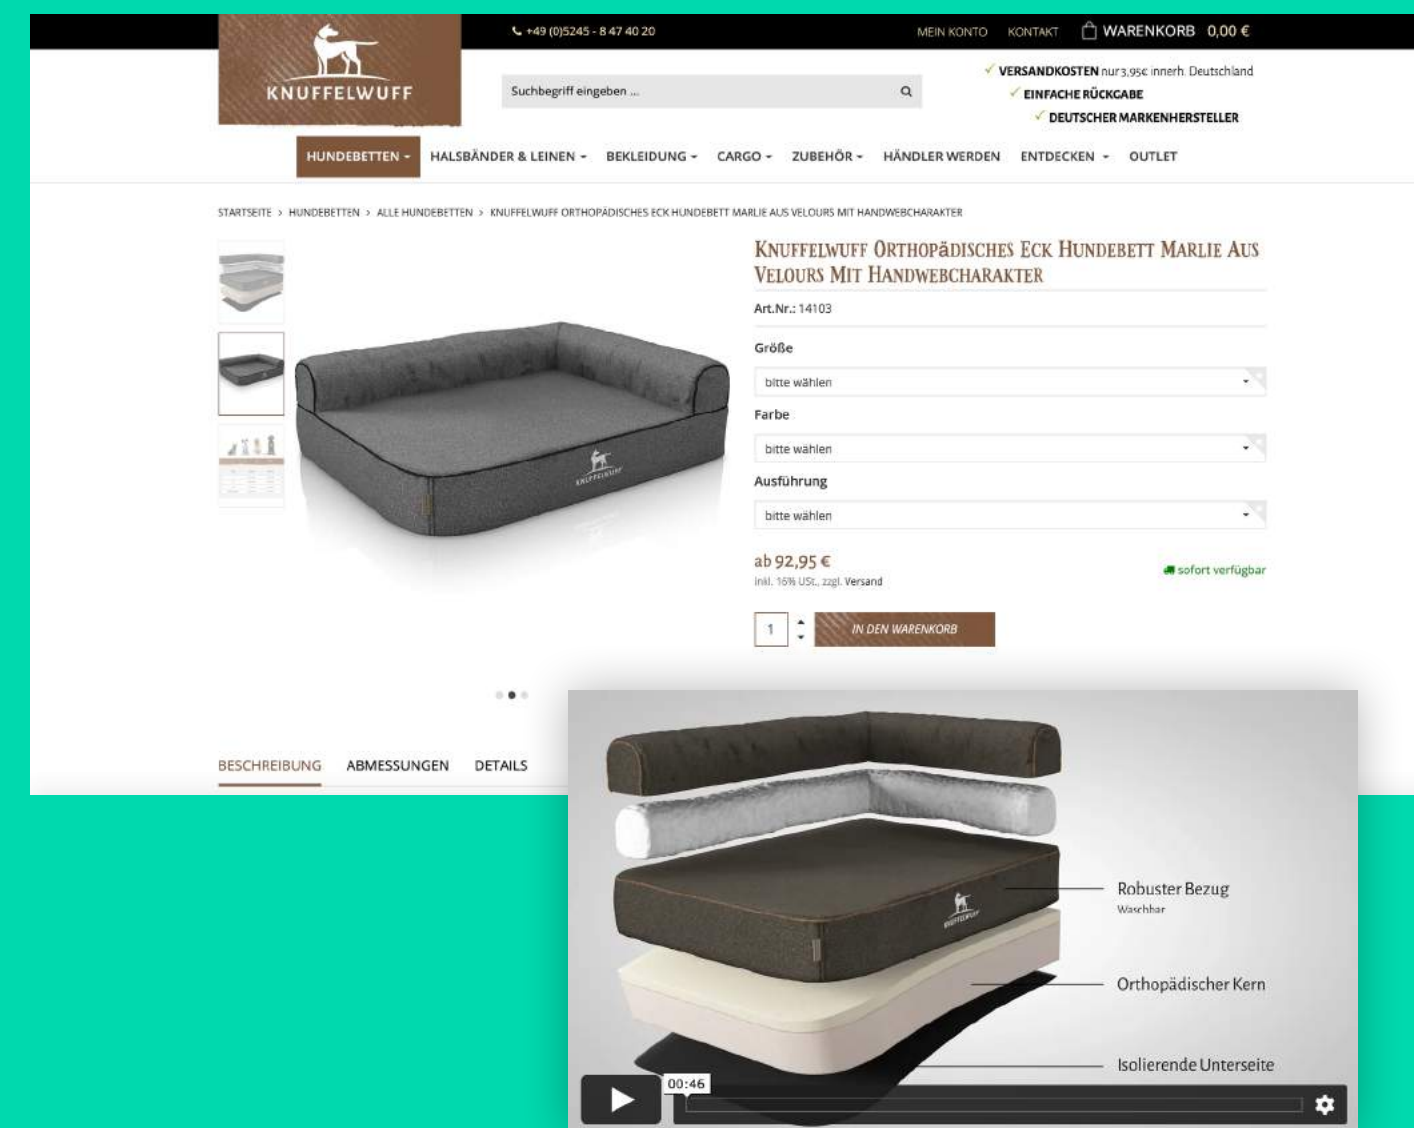 +49 (0)5245 - 8 47 40 20
MEIN KONTO KONTAKT WARENKORB 0,00 €
KNUFFELWUFF
Suchbegriff eingeben ...
VERSANDKOSTEN nur 3,95€ innerh. Deutschland
EINFACHE RÜCKGABE
DEUTSCHER MARKENHERSTELLER
HUNDEBETTEN HALSBÄNDER & LEINEN BEKLEIDUNG CARGO ZUBEHÖR HÄNDLER WERDEN ENTDECKEN OUTLET
STARTSEITE > HUNDEBETTEN > ALLE HUNDEBETTEN > KNUFFELWUFF ORTHOPÄDISCHES ECK HUNDEBETT MARLIE AUS VELOURS MIT HANDWEBCHARAKTER
KNUFFELWUFF ORTHOPäDISCHES ECK HUNDEBETT MARLIE AUS
VELOURS MIT HANDWEBCHARAKTER
Art.Nr.: 14103
Größe
bitte wählen
Farbe
bitte wählen
Ausführung
bitte wählen
KNUFFELWUFF
ab 92,95 €
inkl. 16% USt., zzgl. Versand
sofort verfügbar
1 IN DEN WARENKORB
BESCHREIBUNG ABMESSUNGEN DETAILS
KNUFFELWUFF
Robuster Bezug
Waschbar
Orthopädischer Kern
Isolierende Unterseite
00:46